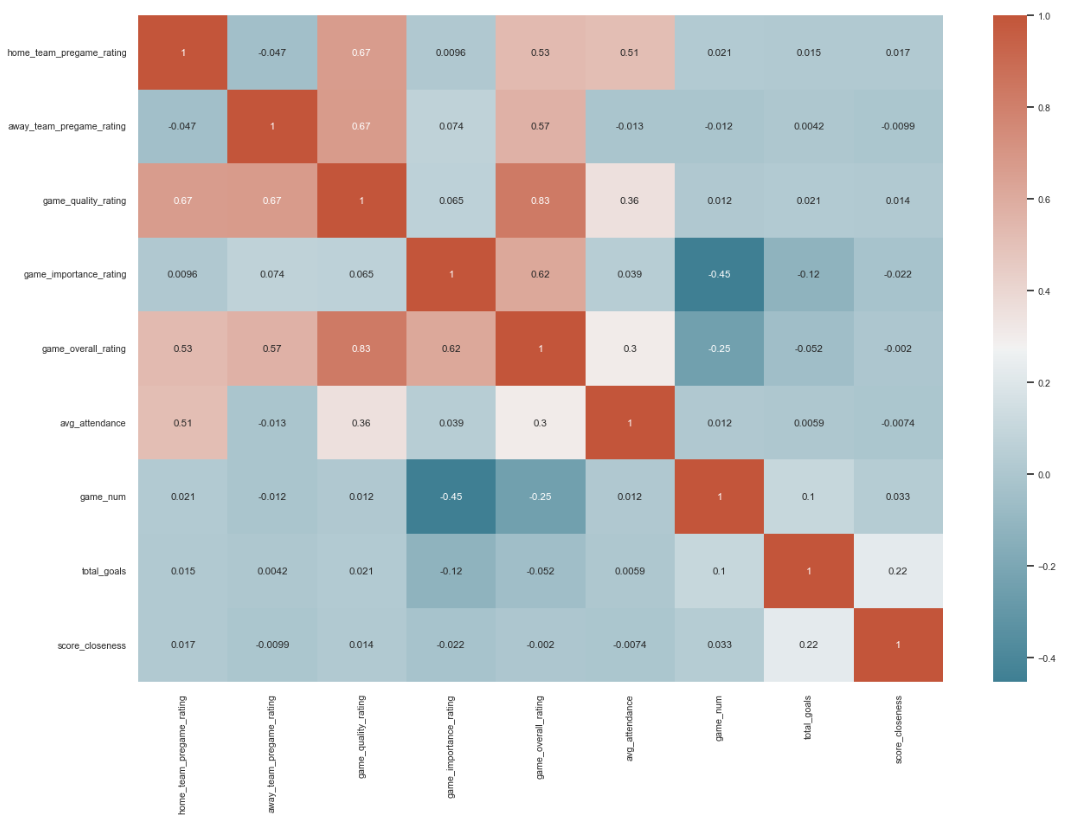 home_team_pregame_rating 1 -0.047 0.67 0.0096 0.53 0.51 0.021 0.015 0.017
away_team_pregame_rating -0.047 1 0.67 0.074 0.57 -0.013 -0.012 0.0042 -0.0099
game_quality_rating 0.67 0.67 1 0.065 0.83 0.36 0.012 0.021 0.014
game_importance_rating 0.0096 0.074 0.065 1 0.62 0.039 -0.45 -0.12 -0.022
game_overall_rating 0.53 0.57 0.83 0.62 1 0.3 -0.25 -0.052 -0.002
avg_attendance 0.51 -0.013 0.36 0.039 0.3 1 0.012 0.0059 -0.0074
game_num 0.021 -0.012 0.012 -0.45 -0.25 0.012 1 0.1 0.033
total_goals 0.015 0.0042 0.021 -0.12 -0.052 0.0059 0.1 1 0.22
score_closeness 0.017 -0.0099 0.014 -0.022 -0.002 -0.0074 0.033 0.22 1
home_team_pregame_rating
away_team_pregame_rating
game_quality_rating
game_importance_rating
game_overall_rating
avg_attendance
game_num
total_goals
score_closeness
1.0
0.8
0.6
0.4
0.2
0.0
−0.2
−0.4